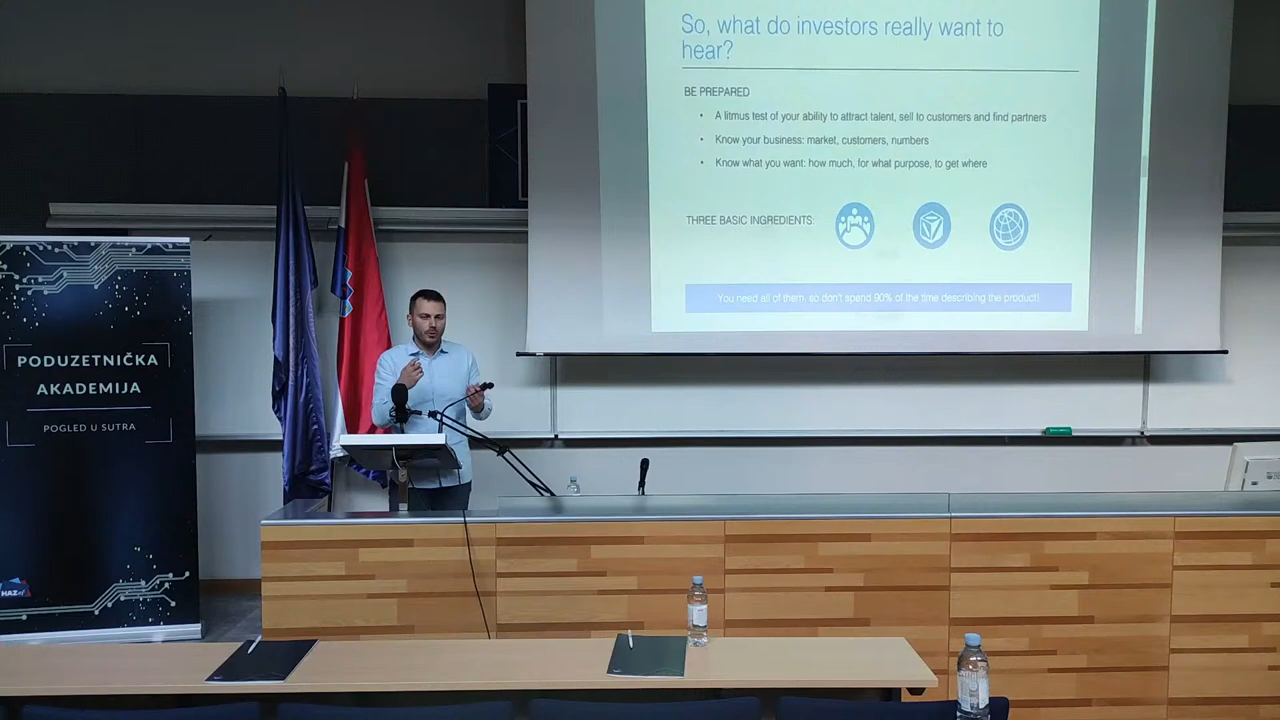 So, what do investors really want to
hear?
BE PREPARED
• A litmus test of your ability to attract talent, sell to customers and find partners
• Know your business: market, customers, numbers
• Know what you want: how much, for what purpose, to get where
THREE BASIC INGREDIENTS:
You need all of them, so don't spend 90% of the time describing the product!
PODUZETNIČKA
AKADEMIJA
POGLED U SUTRA
HAZ